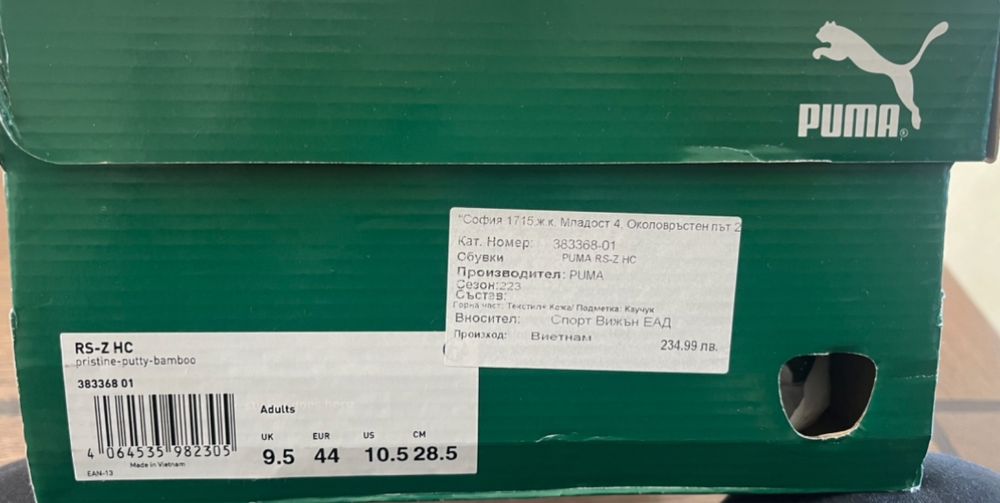 PUMA
"София 1715,ж.к. Младост 4, Околовръстен път 2
Кат. Номер: 383368-01
Обувки PUMA RS-Z HC
Производител: PUMA
Сезон:223
Състав:
Горна част: Текстил+ Кожа/ Подметка: Каучук
Вносител: Спорт Вижън ЕАД
Произход: Виетнам
234.99 лв.
RS-Z HC
pristine-putty-bamboo
383368 01
4 064535 982305
Made in Vietnam
EAN-13
Adults
UK EUR US CM
9.5 44 10.5 28.5